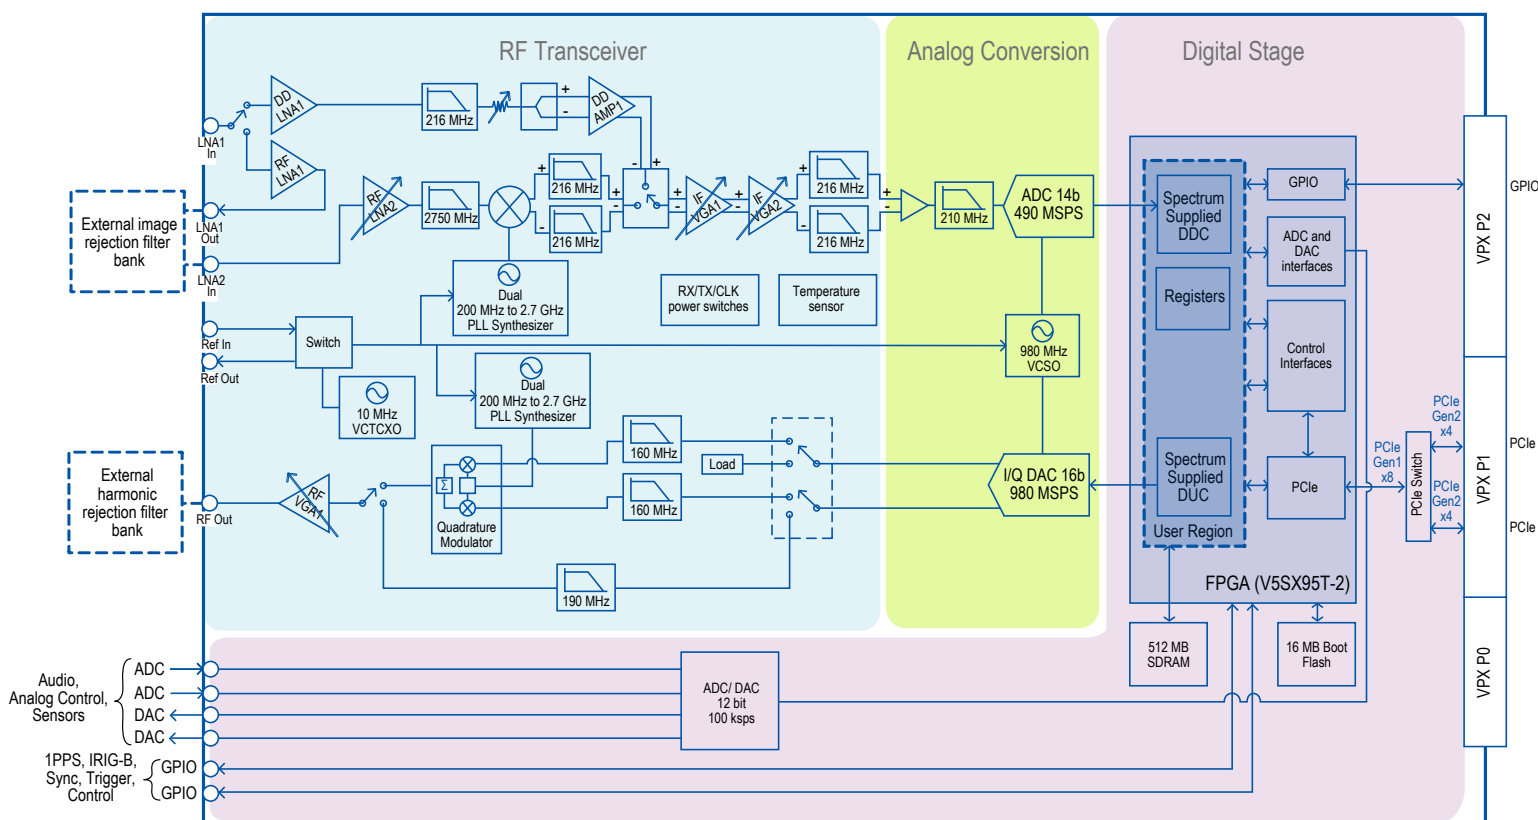 RF Transceiver
Analog Conversion
Digital Stage
LNA1
In
DD
LNA1
216 MHz
+
-
DD
AMP1
RF
LNA1
LNA1
Out
External image
rejection filter
bank
LNA2
In
RF
LNA2
2750 MHz
+
216 MHz
-
216 MHz
+
-
-
+
+
-
IF
VGA1
+
-
IF
VGA2
+
216 MHz
-
216 MHz
+
-
210 MHz
ADC 14b
490 MSPS
Dual
200 MHz to 2.7 GHz
PLL Synthesizer
RX/TX/CLK
power switches
Temperature
sensor
Ref In
Ref Out
Switch
10 MHz
VCTCXO
Dual
200 MHz to 2.7 GHz
PLL Synthesizer
980 MHz
VCSO
External
harmonic
rejection filter
bank
RF Out
RF
VGA1
Σ
Quadrature
Modulator
160 MHz
160 MHz
Load
190 MHz
I/Q DAC 16b
980 MSPS
Spectrum
Supplied
DDC
Registers
Spectrum
Supplied
DUC
User Region
GPIO
ADC and
DAC
interfaces
Control
Interfaces
PCIe
FPGA (V5SX95T-2)
512 MB
SDRAM
16 MB Boot
Flash
PCIe
Gen1
x8
PCIe Switch
PCIe
Gen2
x4
PCIe
Gen2
x4
VPX P2
VPX P1
VPX P0
GPIO
PCIe
PCIe
Audio,
Analog Control,
Sensors
ADC
ADC
DAC
DAC
ADC/ DAC
12 bit
100 ksps
1PPS, IRIG-B,
Sync, Trigger,
Control
GPIO
GPIO